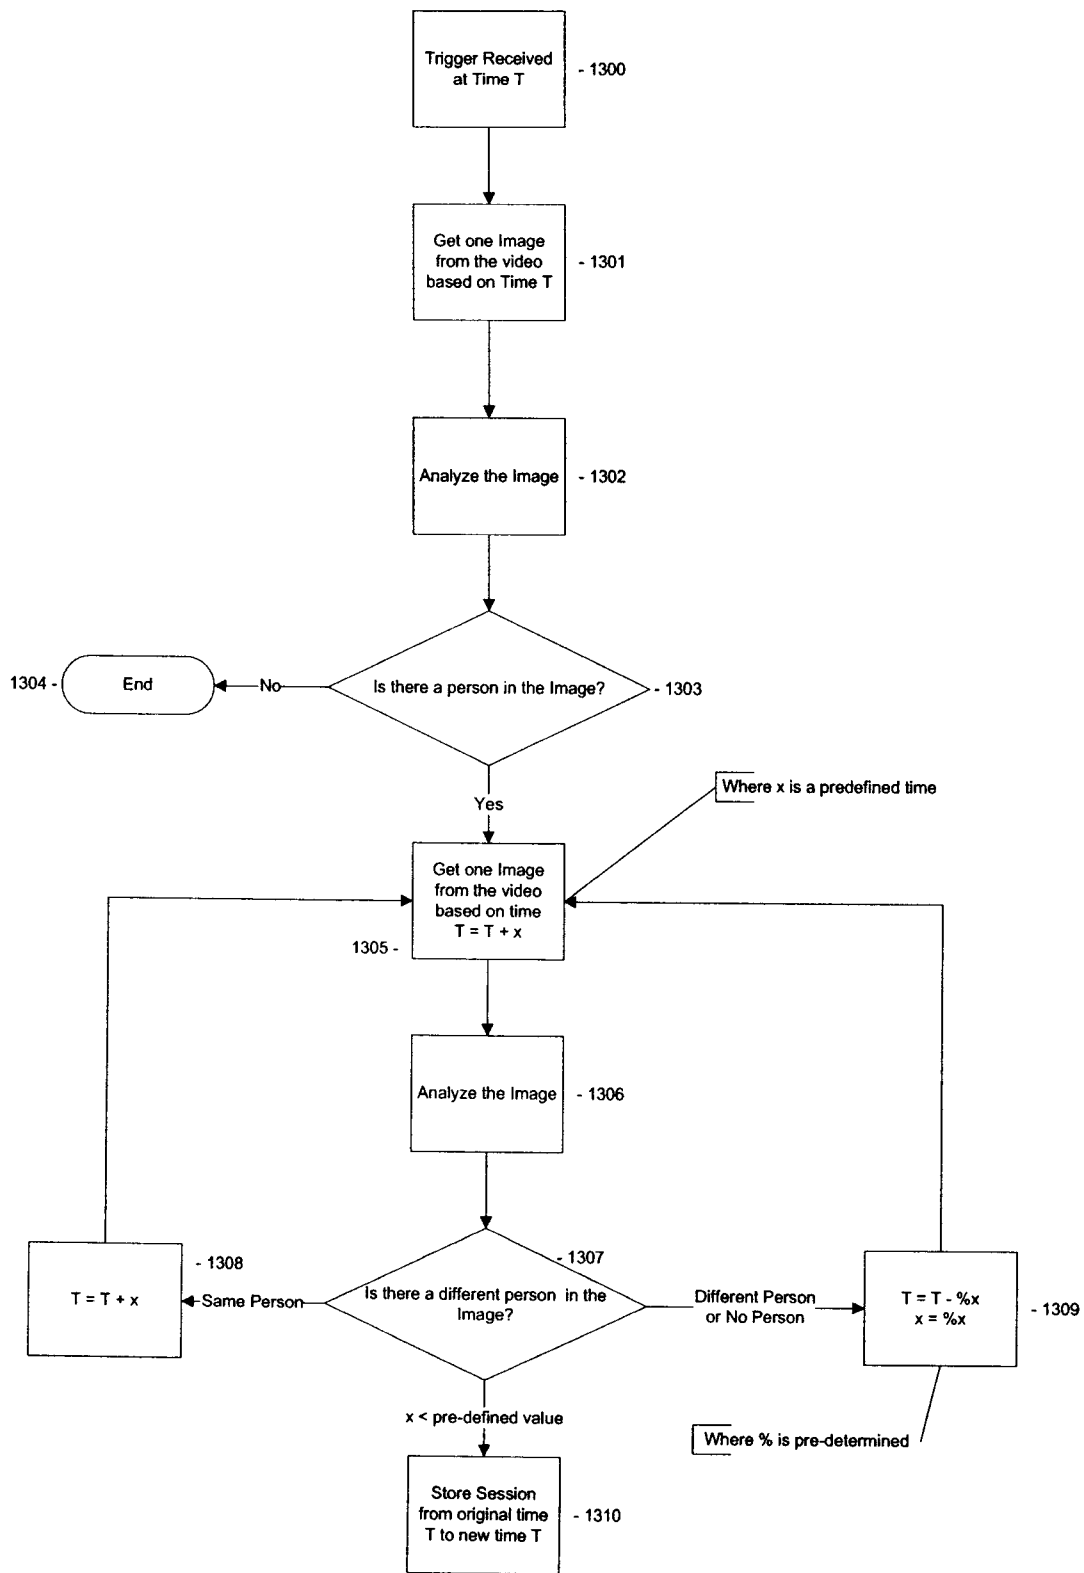 Trigger Received
at Time T
- 1300
Get one Image
from the video
based on Time T
- 1301
Analyze the Image
- 1302
1304 -
End
No
Is there a person in the Image?
- 1303
Yes
Where x is a predefined time
Get one Image
from the video
based on time
T = T + x
1305 -
Analyze the Image
- 1306
- 1307
- 1308
T = T + x
Same Person
Is there a different person in the
Image?
Different Person
or No Person
T = T - %x
x = %x
- 1309
x < pre-defined value
Where % is pre-determined
Store Session
from original time
T to new time T
- 1310